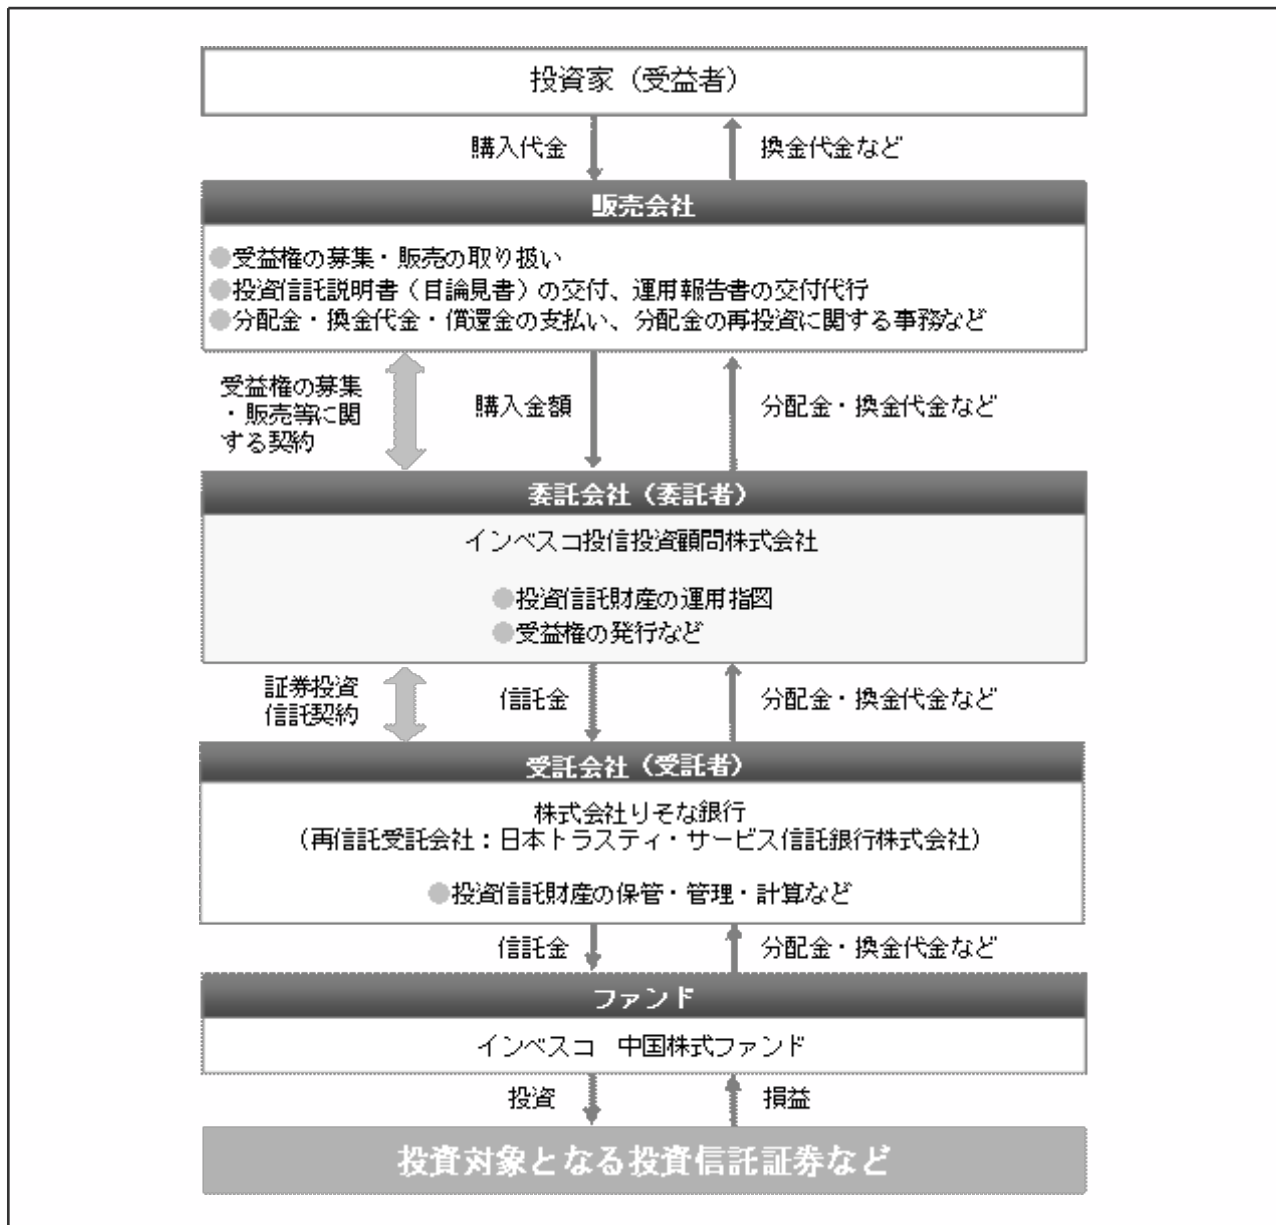 投資家（受益者）
購入代金
換金代金など
販売会社
●受益権の募集・販売の取り扱い
●投資信託説明書（目論見書）の交付、運用報告書の交付代行
●分配金・換金代金・償還金の支払い、分配金の再投資に関する事務など
受益権の募集
・販売等に関
する契約
購入金額
分配金・換金代金など
委託会社（委託者）
インベスコ投信投資顧問株式会社
●投資信託財産の運用指図
●受益権の発行など
証券投資
信託契約
信託金
分配金・換金代金など
受託会社（受託者）
株式会社りそな銀行
（再信託受託会社：日本トラスティ・サービス信託銀行株式会社）
●投資信託財産の保管・管理・計算など
信託金
分配金・換金代金など
ファンド
インベスコ　中国株式ファンド
投資
損益
投資対象となる投資信託証券など